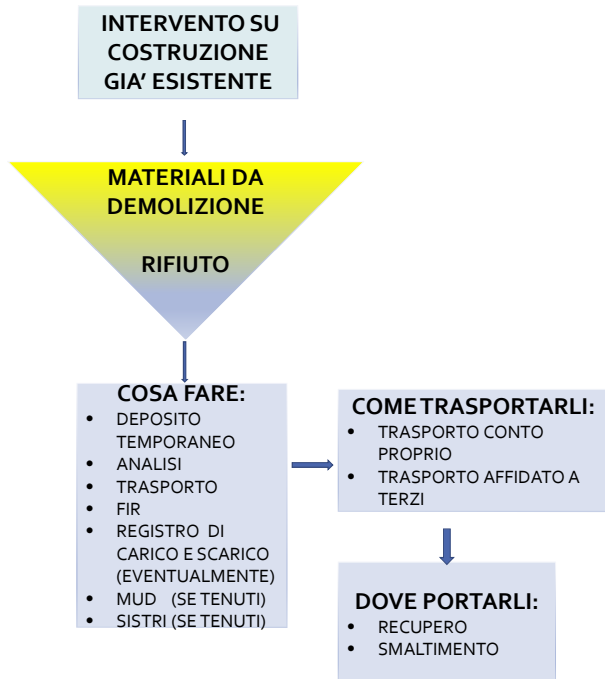 INTERVENTO SU
COSTRUZIONE
GIA’ ESISTENTE
MATERIALI DA
DEMOLIZIONE
RIFIUTO
COSA FARE:
• DEPOSITO
TEMPORANEO
• ANALISI
• TRASPORTO
• FIR
• REGISTRO DI
CARICO E SCARICO
(EVENTUALMENTE)
• MUD (SE TENUTI)
• SISTRI (SE TENUTI)
COME TRASPORTARLI:
• TRASPORTO CONTO
PROPRIO
• TRASPORTO AFFIDATO A
TERZI
DOVE PORTARLI:
• RECUPERO
• SMALTIMENTO